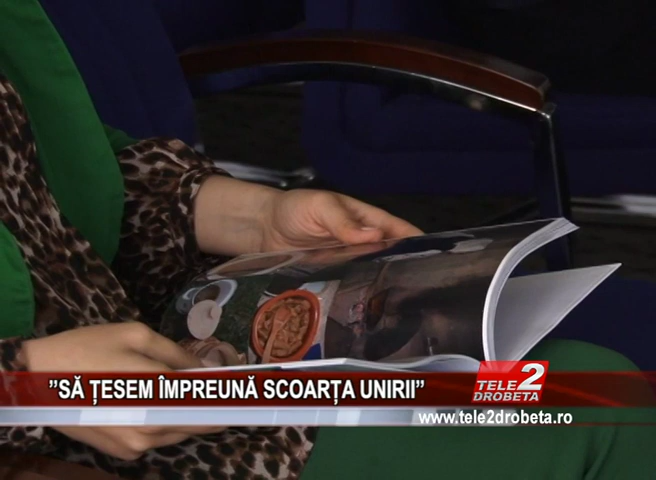 ”SĂ ȚESEM ÎMPREUNĂ SCOARȚA UNIRII”
TELE 2
DROBETA
www.tele2drobeta.ro